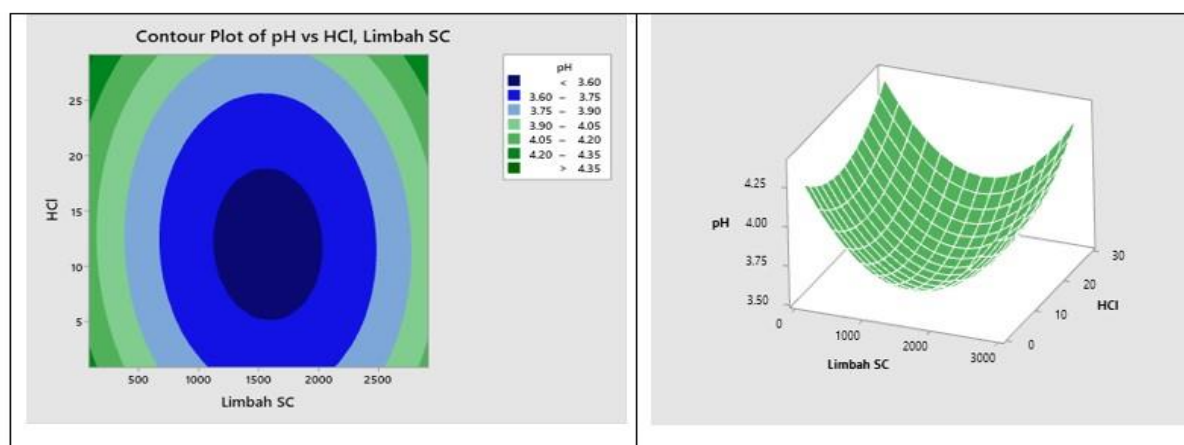 Contour Plot of pH vs HCl, Limbah SC
pH
< 3.60
3.60 – 3.75
3.75 – 3.90
3.90 – 4.05
4.05 – 4.20
4.20 – 4.35
> 4.35
HCl
25
20
15
10
5
500 1000 1500 2000 2500
Limbah SC
4.25
4.00
3.75
3.50
pH
0 1000 2000 3000
Limbah SC
0
10
20
30
HCl